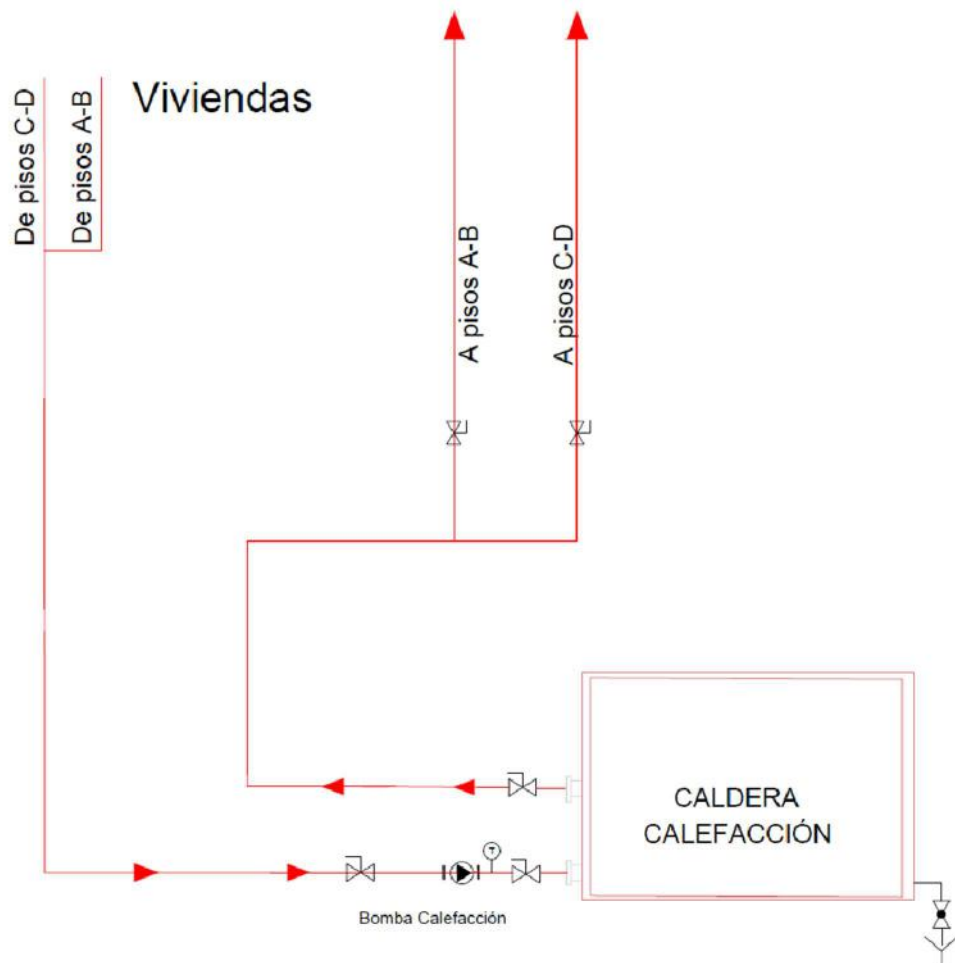 Viviendas
De pisos C-D
De pisos A-B
A pisos A-B
A pisos C-D
CALDERA
CALEFACCIÓN
T
Bomba Calefacción